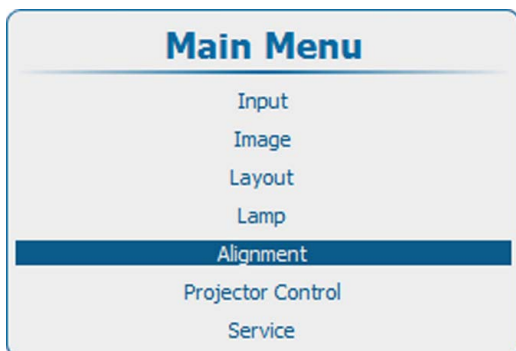 Main Menu
Input
Image
Layout
Lamp
Alignment
Projector Control
Service